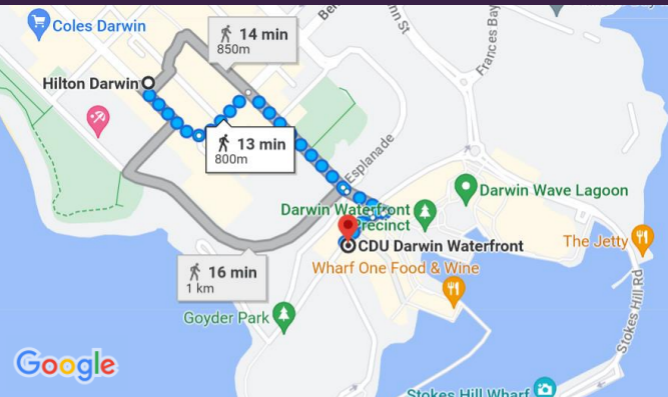 Coles Darwin
14 min
850m
Hilton Darwin
13 min
800m
Esplanade
Frances Bay
Darwin Wave Lagoon
Darwin Waterfront
Precinct
CDU Darwin Waterfront
The Jetty
Wharf One Food & Wine
16 min
1 km
Goyder Park
Stokes Hill Rd
Google
Stokes Hill Wharf